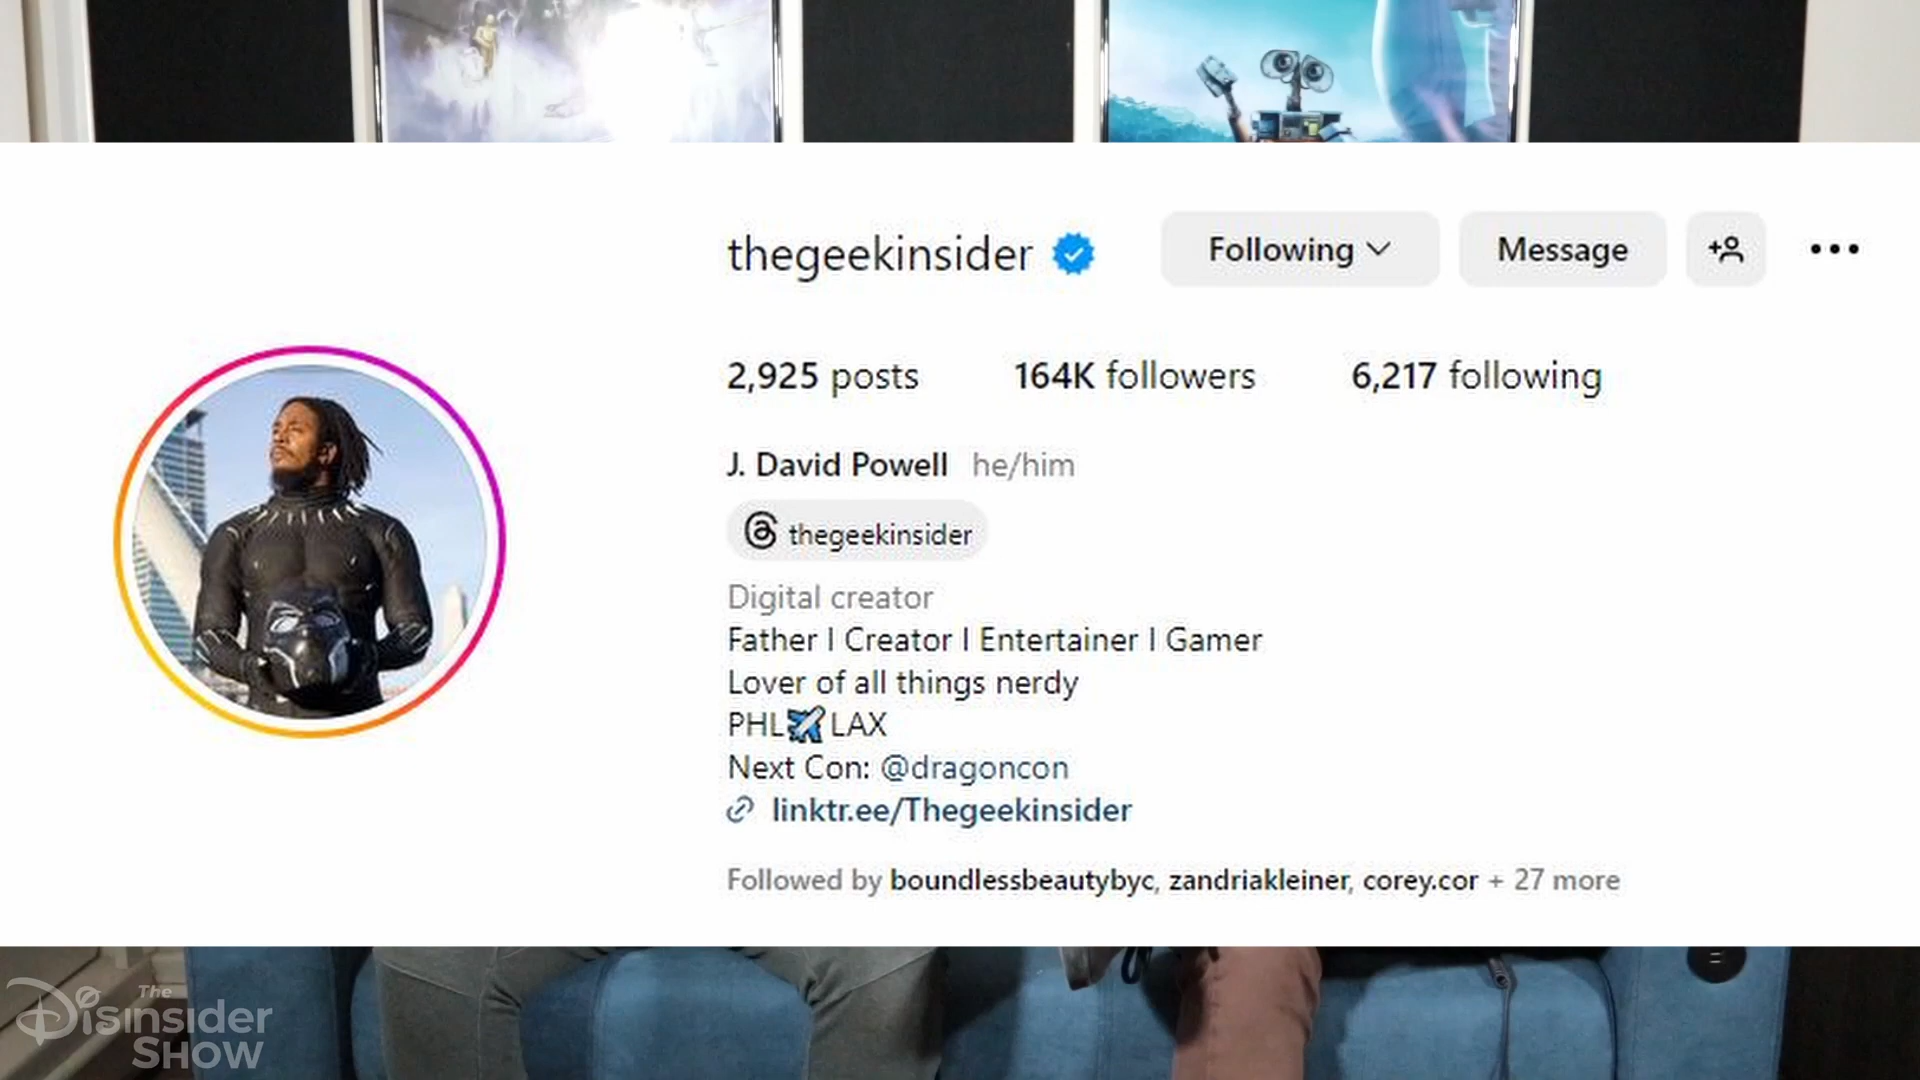 thegeekinsider
Following
Message
2,925 posts 164K followers 6,217 following
J. David Powell he/him
thegeekinsider
Digital creator
Father | Creator | Entertainer | Gamer
Lover of all things nerdy
PHL✈️LAX
Next Con: @dragoncon
linktr.ee/Thegeekinsider
Followed by boundlessbeautybyc, zandriakleiner, corey.cor + 27 more
The
Disinsider
SHOW